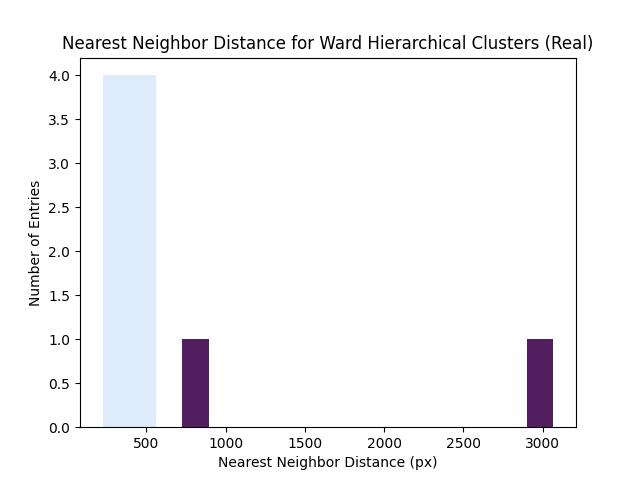 Nearest Neighbor Distance for Ward Hierarchical Clusters (Real)
4.0
3.5
3.0
2.5
2.0
1.5
1.0
0.5
0.0
Number of Entries
500 1000 1500 2000 2500 3000
Nearest Neighbor Distance (px)